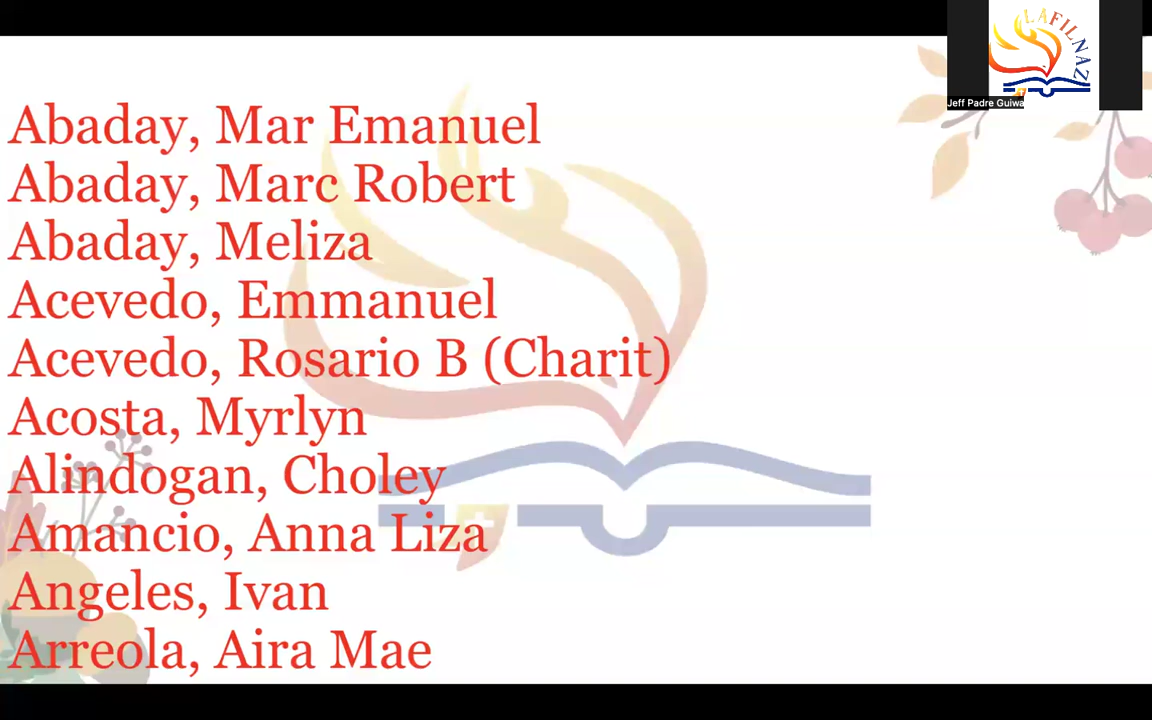 LAFILNAZ
Jeff Padre Guiwa
Abaday, Mar Emanuel
Abaday, Marc Robert
Abaday, Meliza
Acevedo, Emmanuel
Acevedo, Rosario B (Charit)
Acosta, Myrlyn
Alindogan, Choley
Amancio, Anna Liza
Angeles, Ivan
Arreola, Aira Mae